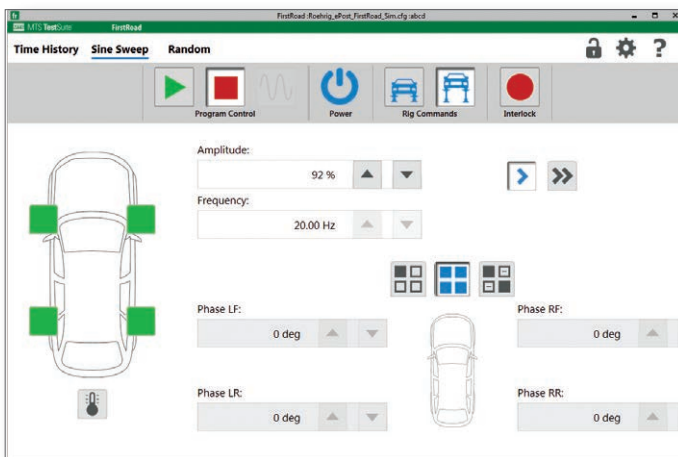 FirstRoad :Roehrig_ePost_FirstRoad_Sim.cfg :abcd
MTS TestSuite FirstRoad
Time History Sine Sweep Random
Program Control Power Rig Commands Interlock
Amplitude:
92 %
Frequency:
20.00 Hz
Phase LF: Phase RF:
0 deg 0 deg
Phase LR: Phase RR:
0 deg 0 deg